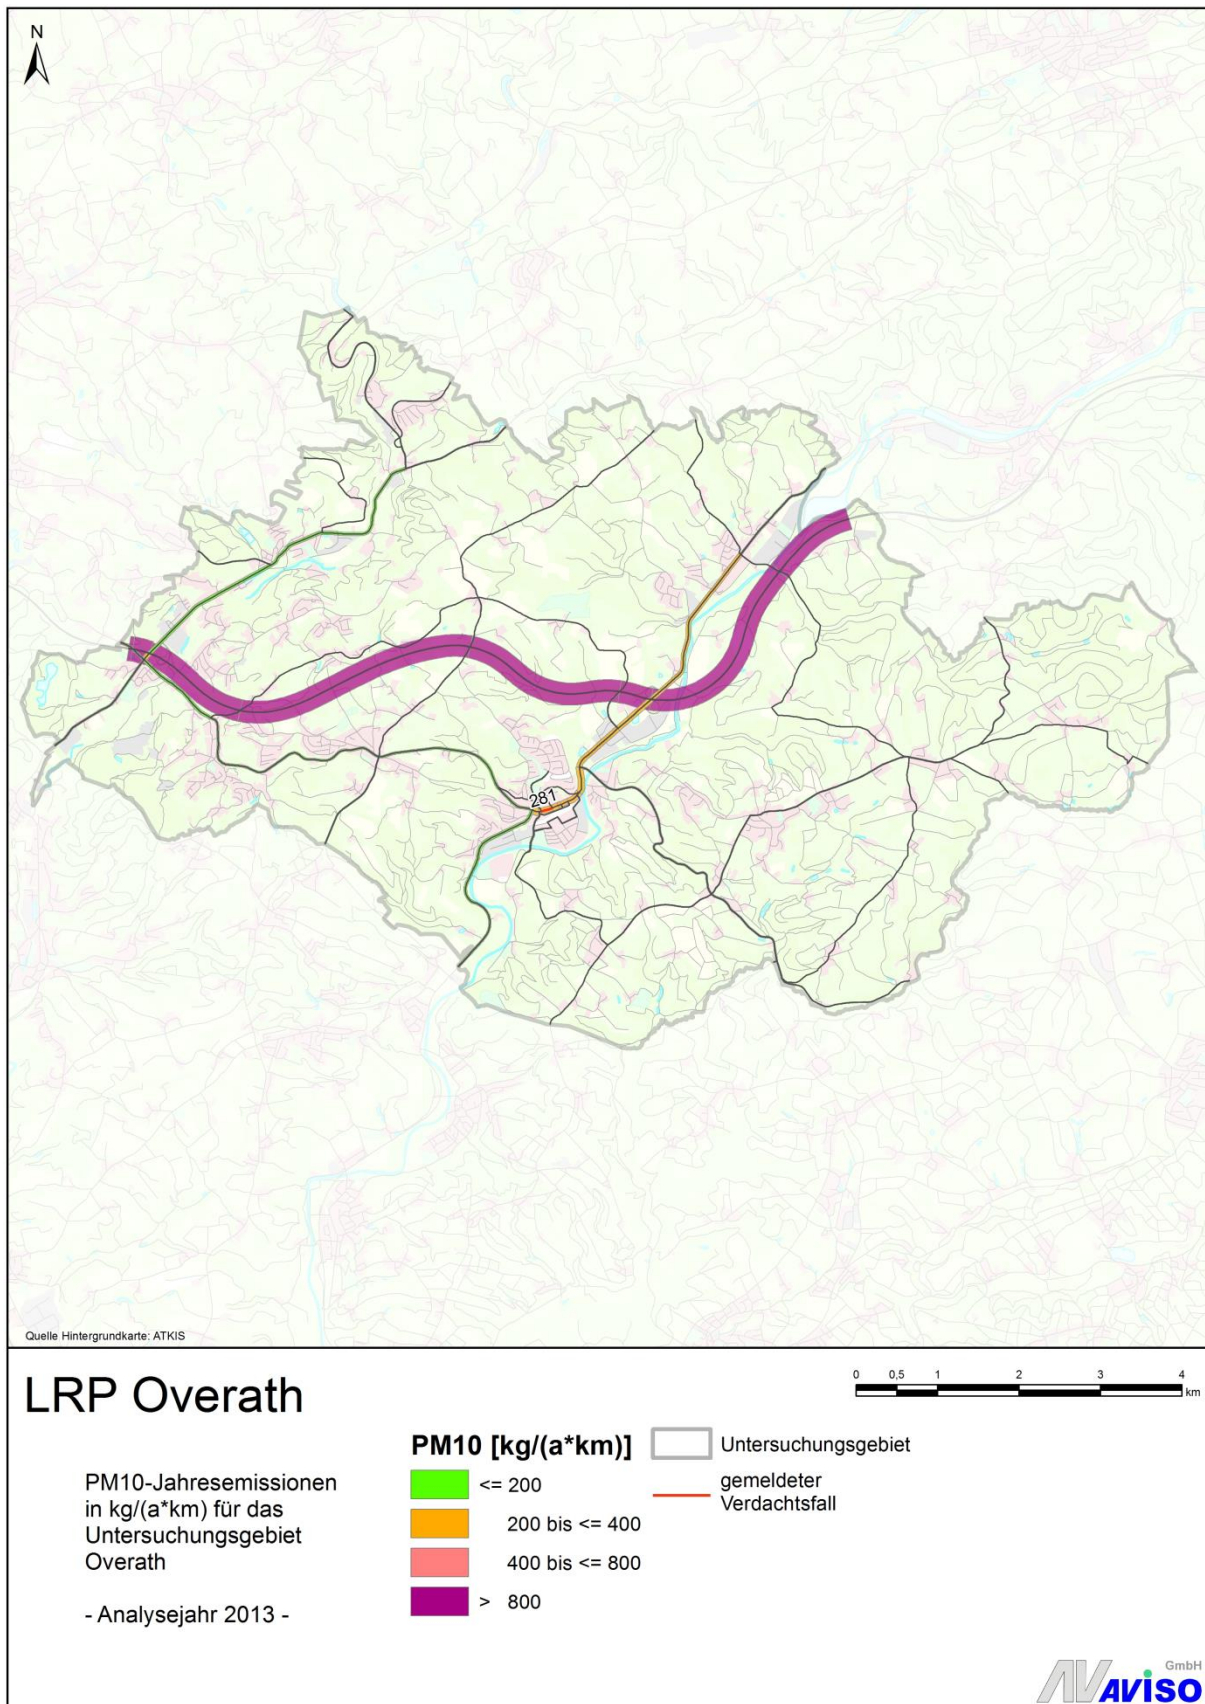 N
281
Quelle Hintergrundkarte: ATKIS
LRP Overath
0 0,5 1 2 3 4
km
PM10-Jahresemissionen
in kg/(a*km) für das
Untersuchungsgebiet
Overath
- Analysejahr 2013 -
PM10 [kg/(a*km)]
<= 200
200 bis <= 400
400 bis <= 800
> 800
Untersuchungsgebiet
gemeldeter
Verdachtsfall
GmbH
AVISO